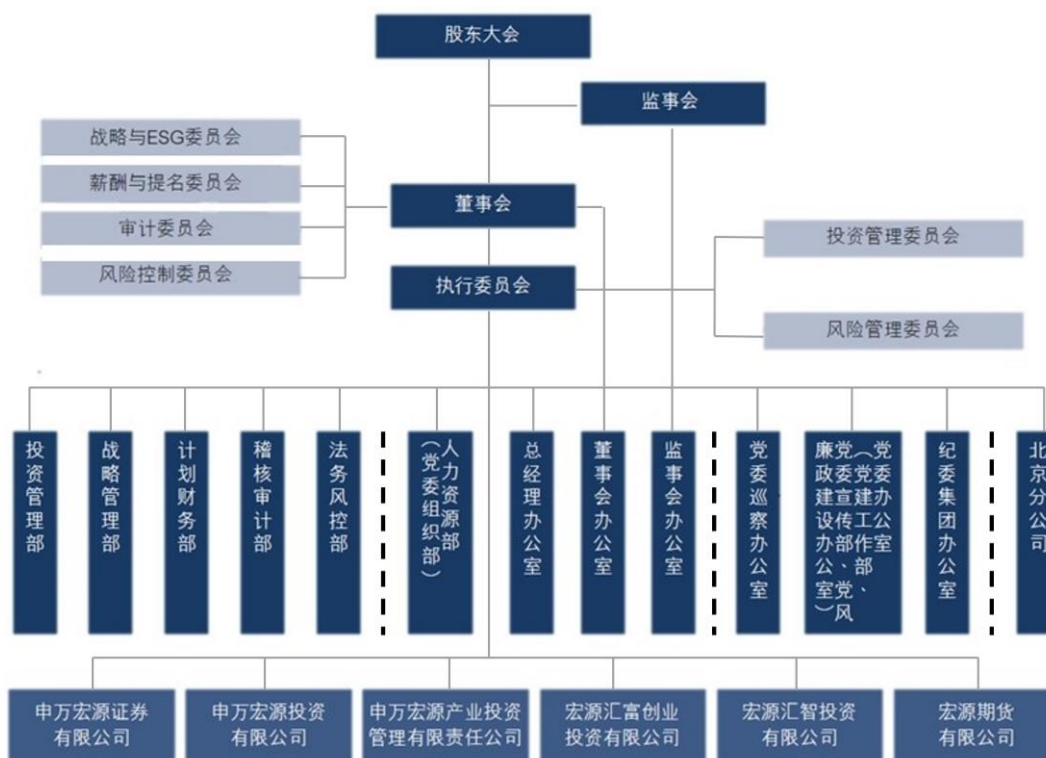 股东大会
监事会
战略与ESG委员会
薪酬与提名委员会
审计委员会
风险控制委员会
董事会
执行委员会
投资管理委员会
风险管理委员会
投资管理部
战略管理部
计划财务部
稽核审计部
法务风控部
人力资源部
（党委组织部）
总经理办公室
董事会办公室
监事会办公室
党委巡察办公室
党委办公室
（党建工作部、
党委宣传部、党风
廉政建设办公室）
纪委集团办公室
北京分公司
申万宏源证券
有限公司
申万宏源投资
有限公司
申万宏源产业投资
管理有限责任公司
宏源汇富创业
投资有限公司
宏源汇智投资
有限公司
宏源期货
有限公司